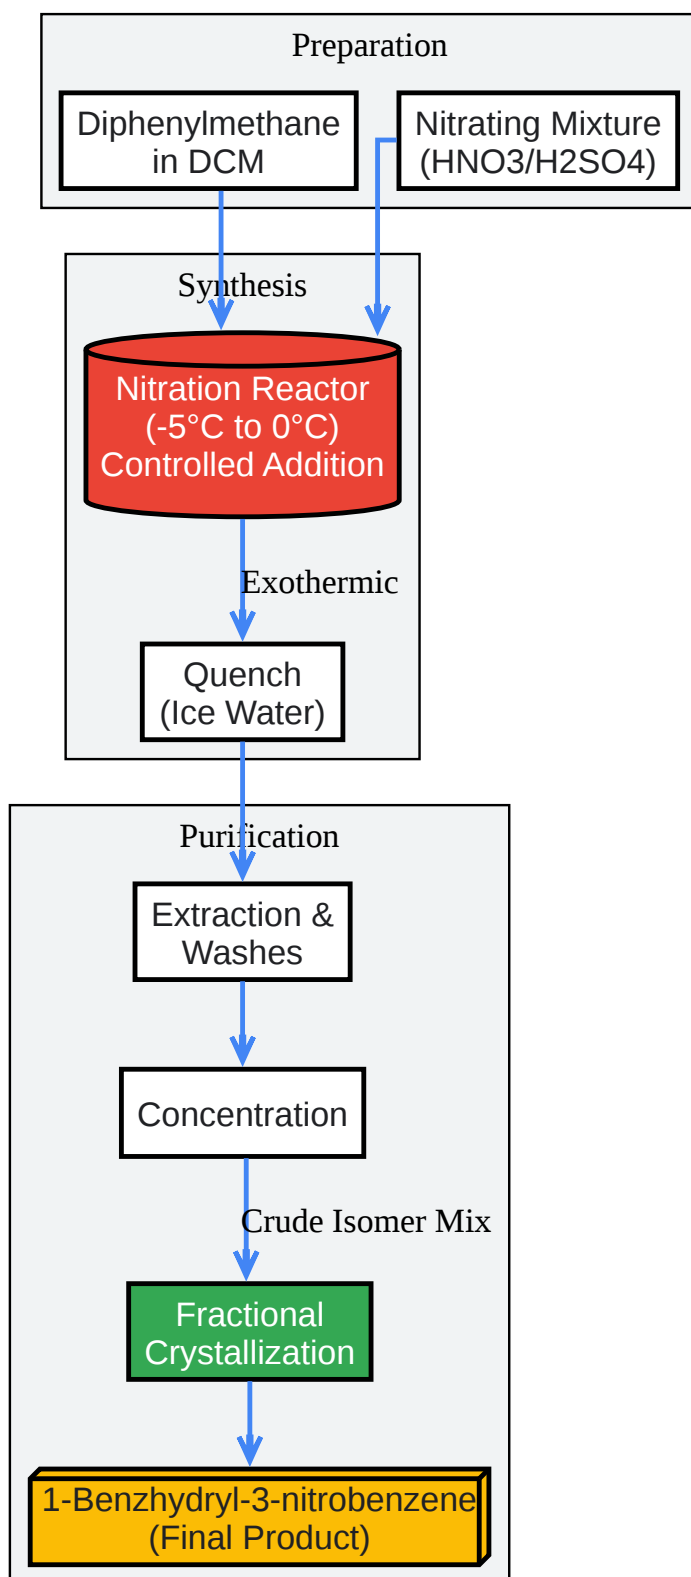 Preparation
Diphenylmethane
in DCM
Nitrating Mixture
(HNO3/H2SO4)
Synthesis
Nitration Reactor
(-5°C to 0°C)
Controlled Addition
Exothermic
Quench
(Ice Water)
Purification
Extraction &
Washes
Concentration
Crude Isomer Mix
Fractional
Crystallization
1-Benzhydryl-3-nitrobenzene
(Final Product)